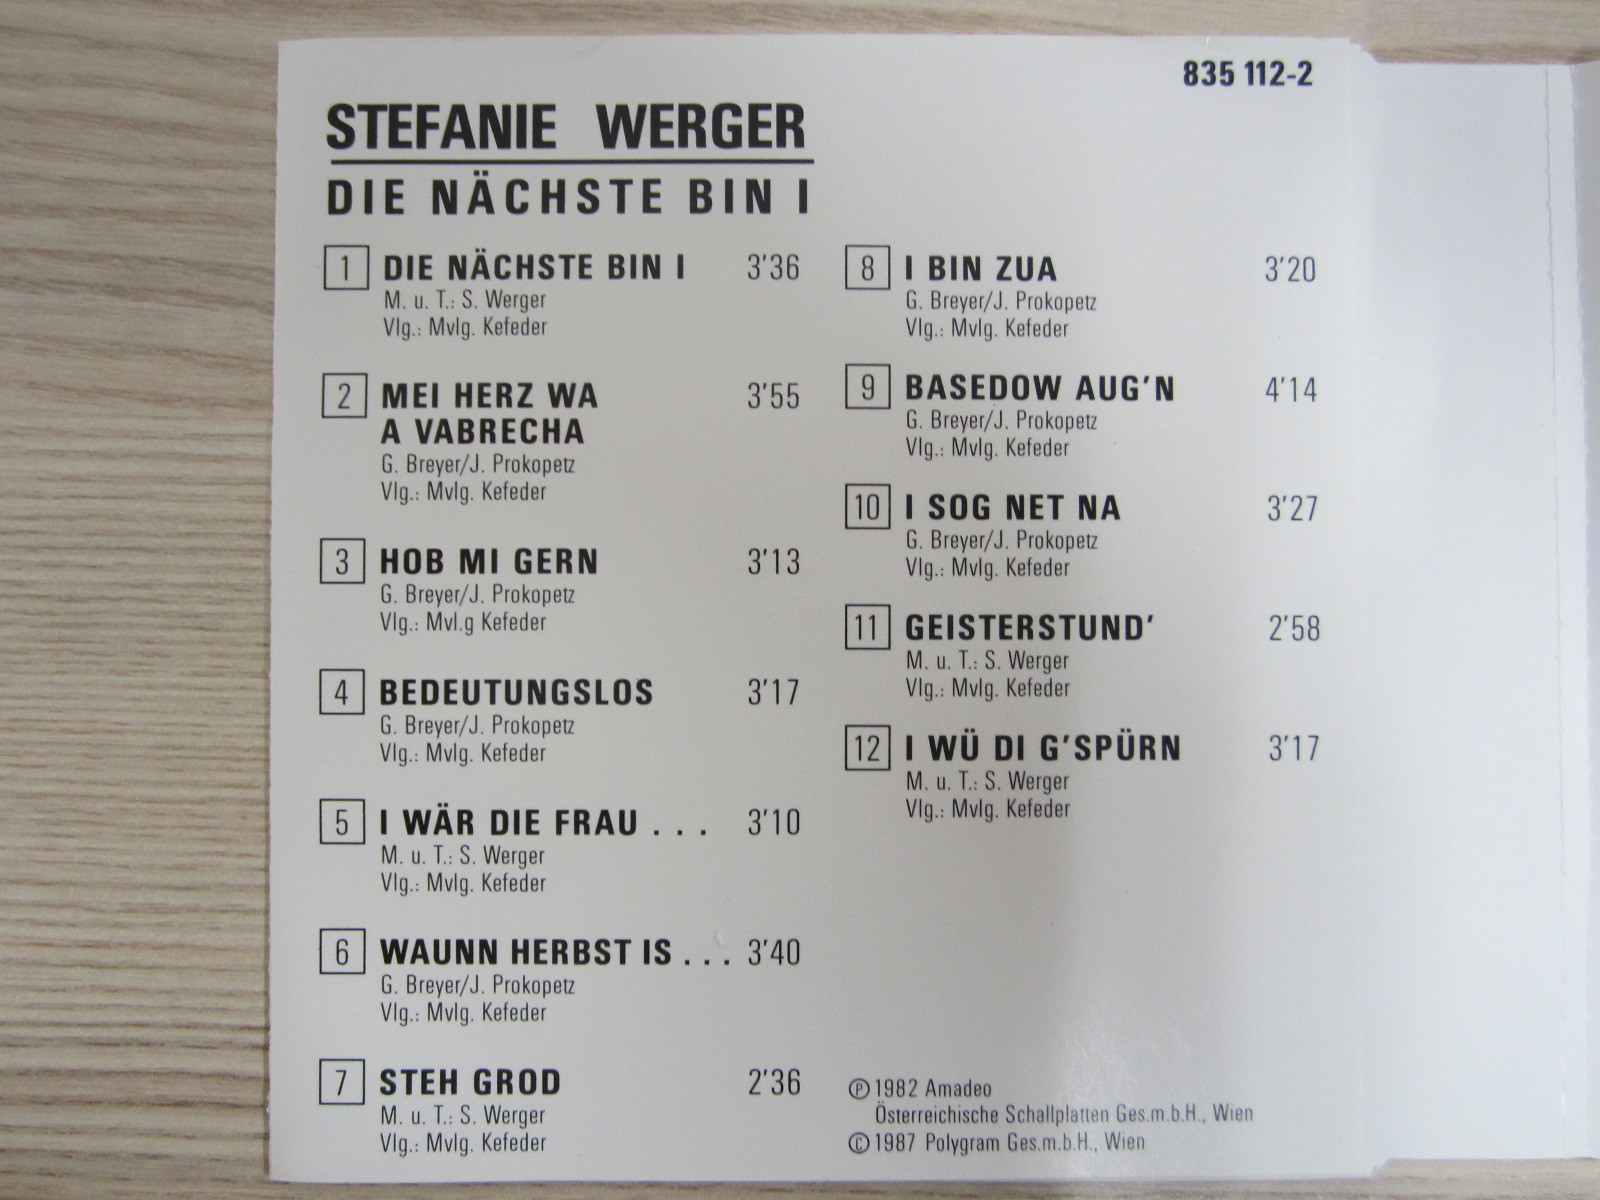 835 112-2
STEFANIE WERGER
DIE NÄCHSTE BIN I
1 DIE NÄCHSTE BIN I 3'36
M. u. T.: S. Werger
Vlg.: Mvlg. Kefeder
2 MEI HERZ WA 3'55
A VABRECHA
G. Breyer/J. Prokopetz
Vlg.: Mvlg. Kefeder
3 HOB MI GERN 3'13
G. Breyer/J. Prokopetz
Vlg.: Mvl.g Kefeder
4 BEDEUTUNGSLOS 3'17
G. Breyer/J. Prokopetz
Vlg.: Mvlg. Kefeder
5 I WÄR DIE FRAU . . . 3'10
M. u. T.: S. Werger
Vlg.: Mvlg. Kefeder
6 WAUNN HERBST IS . . . 3'40
G. Breyer/J. Prokopetz
Vlg.: Mvlg. Kefeder
7 STEH GROD 2'36
M. u. T.: S. Werger
Vlg.: Mvlg. Kefeder
8 I BIN ZUA 3'20
G. Breyer/J. Prokopetz
Vlg.: Mvlg. Kefeder
9 BASEDOW AUG'N 4'14
G. Breyer/J. Prokopetz
Vlg.: Mvlg. Kefeder
10 I SOG NET NA 3'27
G. Breyer/J. Prokopetz
Vlg.: Mvlg. Kefeder
11 GEISTERSTUND' 2'58
M. u. T.: S. Werger
Vlg.: Mvlg. Kefeder
12 I WÜ DI G'SPÜRN 3'17
M. u. T.: S. Werger
Vlg.: Mvlg. Kefeder
Ⓟ 1982 Amadeo
Österreichische Schallplatten Ges.m.b.H., Wien
© 1987 Polygram Ges.m.b.H., Wien